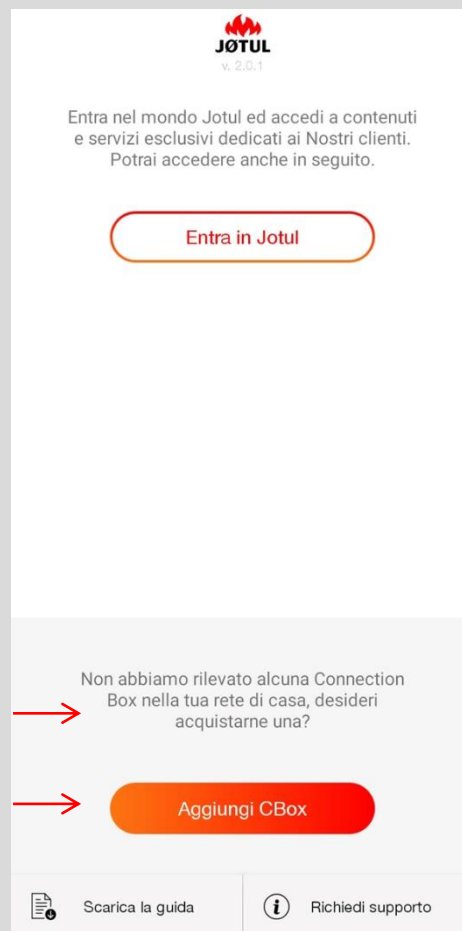 JØTUL
v. 2.0.1
Entra nel mondo Jotul ed accedi a contenuti
e servizi esclusivi dedicati ai Nostri clienti.
Potrai accedere anche in seguito.
Entra in Jotul
Non abbiamo rilevato alcuna Connection
Box nella tua rete di casa, desideri
acquistarne una?
Aggiungi CBox
Scarica la guida
Richiedi supporto